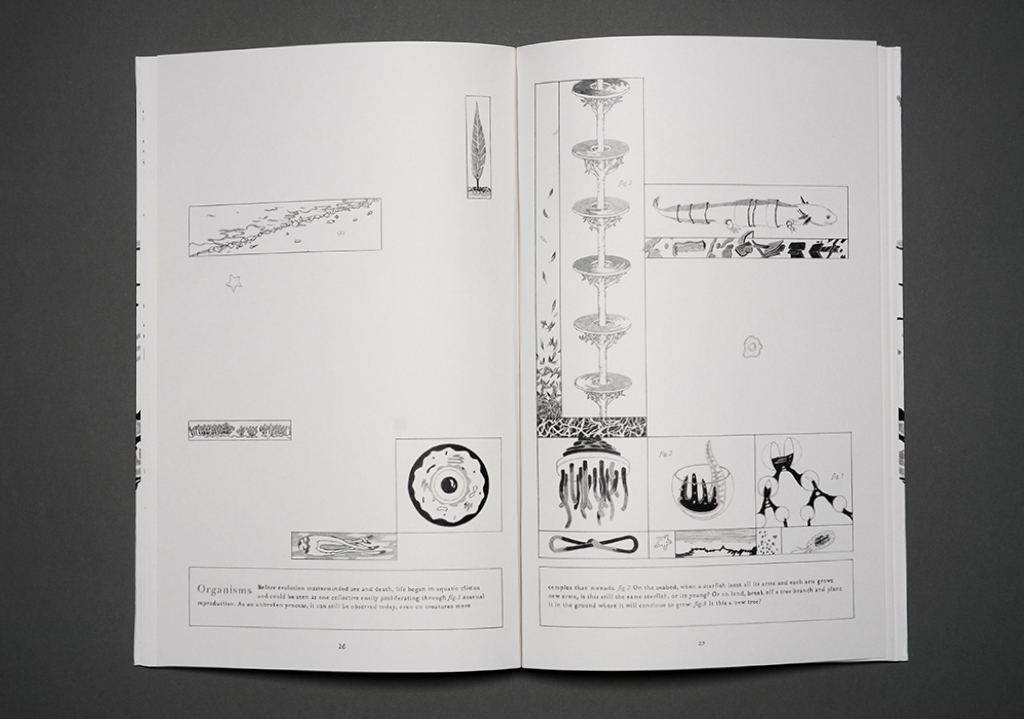 fig 3
fig 2
fig 1
Organisms Before evolution masterminded sex and death, life began in aquatic climes
and could be seen as one collective entity proliferating through fig.1 asexual
reproduction. As an unbroken process, it can still be observed today, even on creatures more
complex than monads. fig 2 On the seabed, when a starfish loses all its arms and each arm grows
new arms, is this still the same starfish, or its young? Or on land, break off a tree branch and plant
it in the ground where it will continue to grow fig.3 Is this a new tree?
26
27